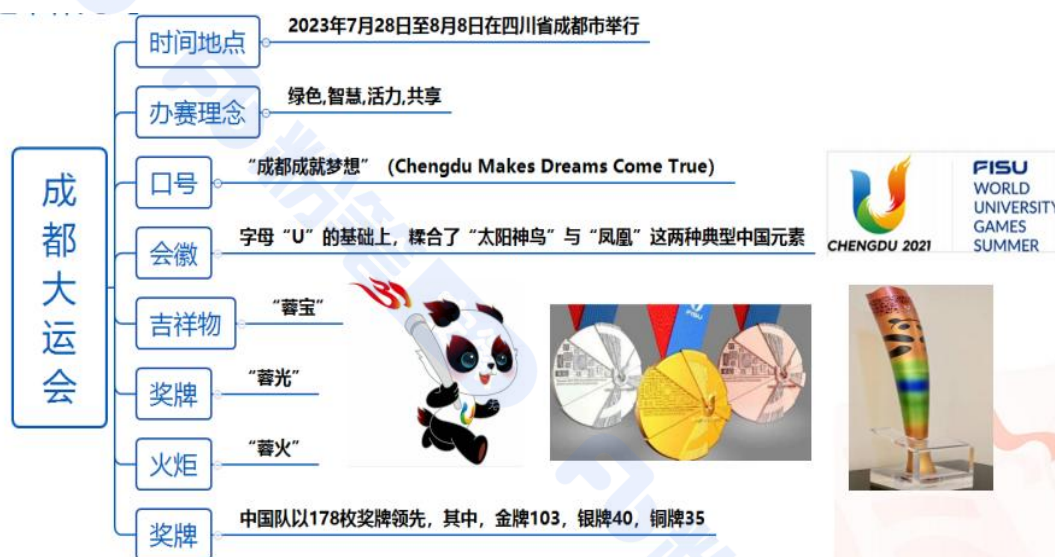 成都大运会
时间地点
2023年7月28日至8月8日在四川省成都市举行
办赛理念
绿色,智慧,活力,共享
口号
“成都成就梦想”（Chengdu Makes Dreams Come True）
会徽
字母“U”的基础上，糅合了“太阳神鸟”与“凤凰”这两种典型中国元素
CHENGDU 2021
FISU
WORLD
UNIVERSITY
GAMES
SUMMER
吉祥物
“蓉宝”
奖牌
“蓉光”
火炬
“蓉火”
奖牌
中国队以178枚奖牌领先，其中，金牌103，银牌40，铜牌35
FISU
粉笔